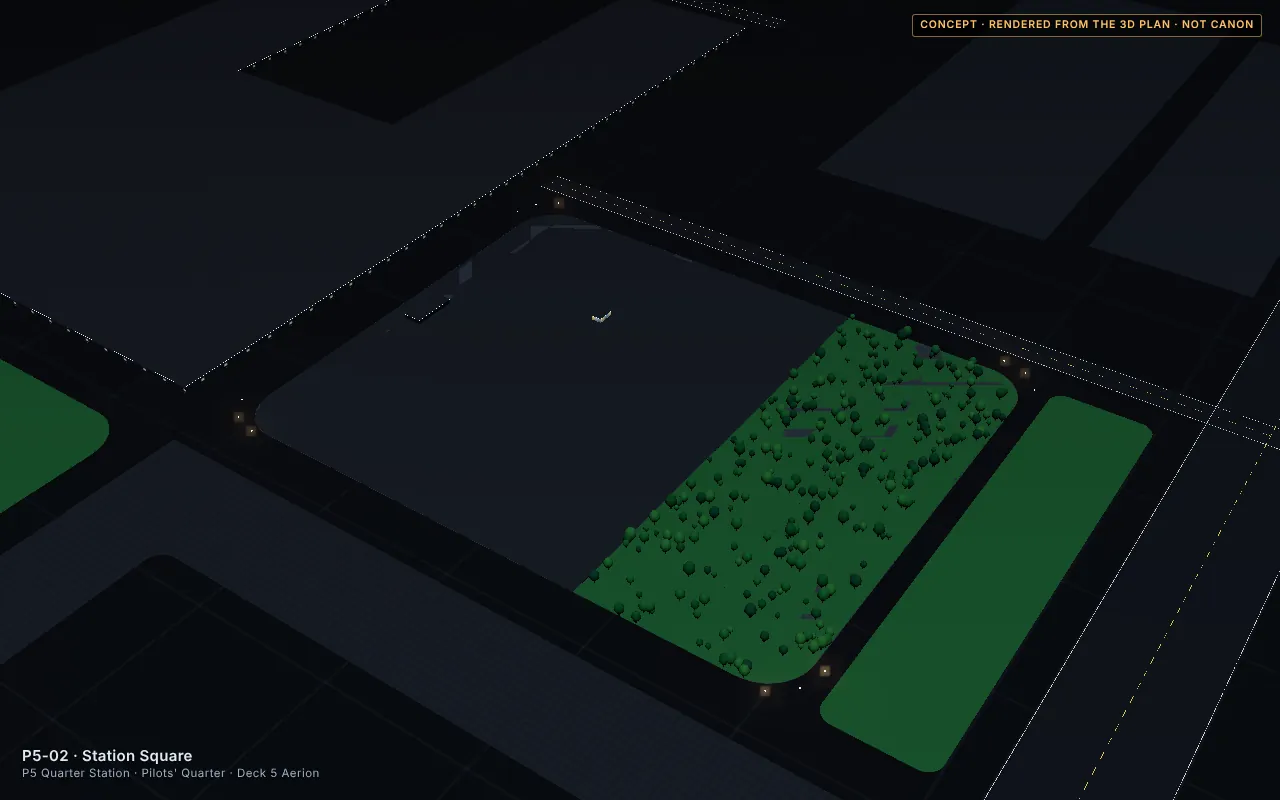 CONCEPT · RENDERED FROM THE 3D PLAN · NOT CANON
P5-02 · Station Square
P5 Quarter Station · Pilots' Quarter · Deck 5 Aerion